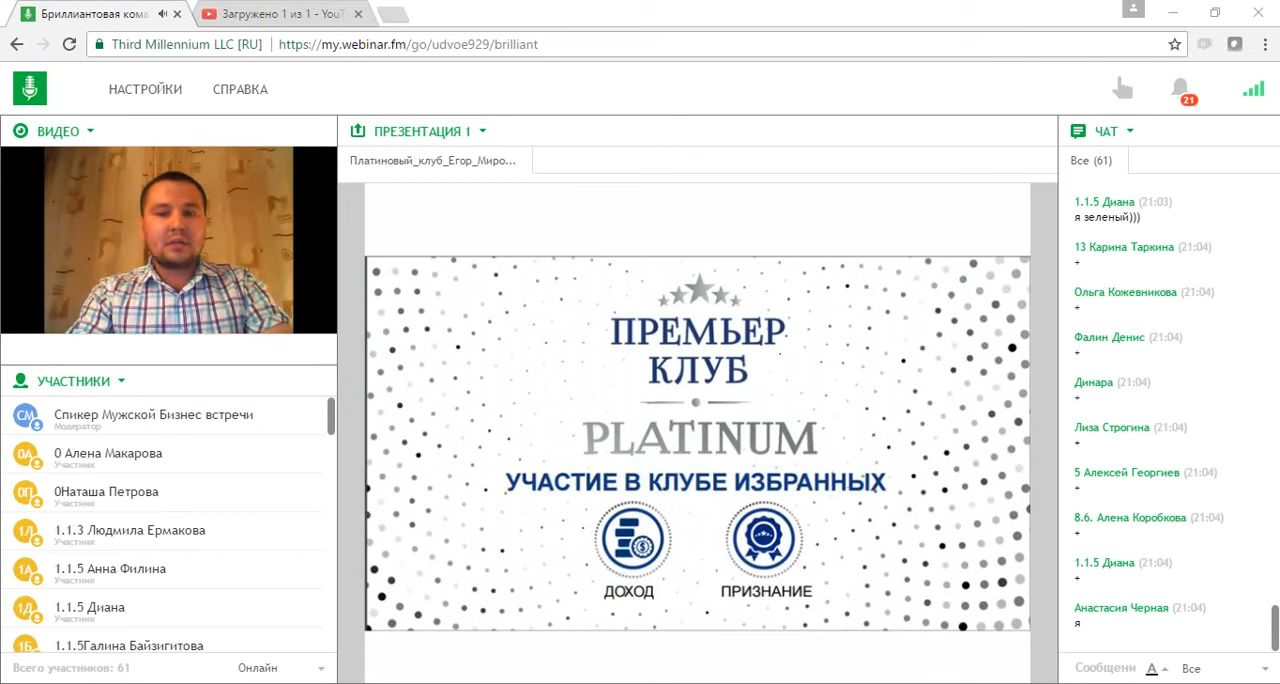 Бриллиантовая кома
Загружено 1 из 1 - YouT
Third Millennium LLC [RU]
https://my.webinar.fm/go/udvoe929/brilliant
НАСТРОЙКИ
СПРАВКА
21
ВИДЕО
ПРЕЗЕНТАЦИЯ 1
ЧАТ
Платиновый_клуб_Егор_Миро...
Все (61)
1.1.5 Диана (21:03)
я зеленый)))
13 Карина Таркина (21:04)
+
Ольга Кожевникова (21:04)
+
Фалин Денис (21:04)
+
Динара (21:04)
+
Лиза Строгина (21:04)
+
5 Алексей Георгиев (21:04)
+
8.6. Алена Коробкова (21:04)
+
1.1.5 Диана (21:04)
+
Анастасия Черная (21:04)
я
ПРЕМЬЕР
КЛУБ
PLATINUM
УЧАСТИЕ В КЛУБЕ ИЗБРАННЫХ
ДОХОД
ПРИЗНАНИЕ
УЧАСТНИКИ
СМ
Спикер Мужской Бизнес встречи
Модератор
0А
0 Алена Макарова
Участник
0П
0Наташа Петрова
Участник
1Л
1.1.3 Людмила Ермакова
Участник
1А
1.1.5 Анна Филина
Участник
1Д
1.1.5 Диана
Участник
1Б
1.1.5Галина Байзигитова
Всего участников: 61
Онлайн
Сообщени
А
Все